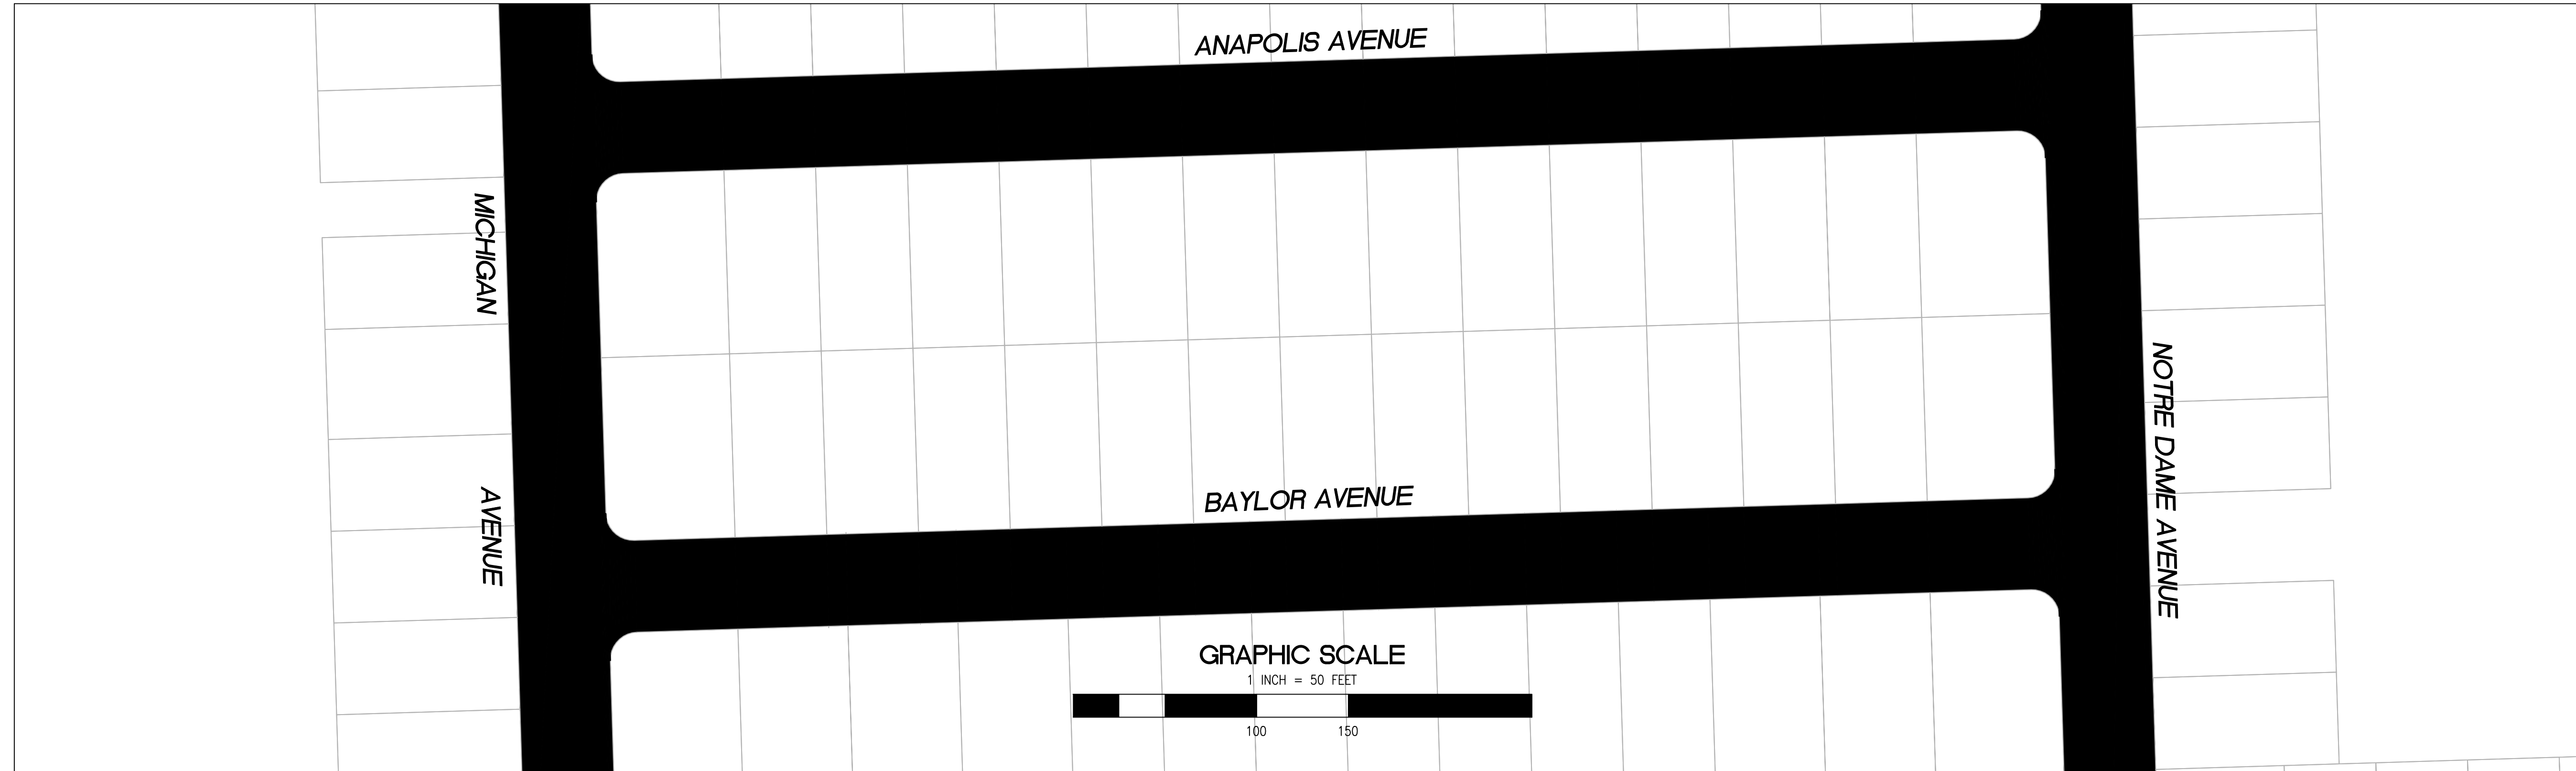 ANAPOLIS AVENUE
MICHIGAN
AVENUE
NOTRE DAME AVENUE
BAYLOR AVENUE
GRAPHIC SCALE
1 INCH = 50 FEET
100 150